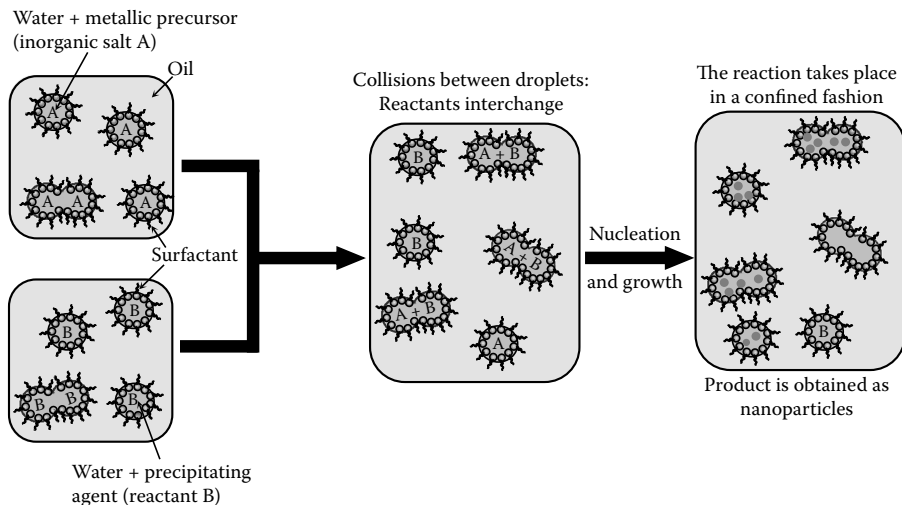 Water + metallic precursor
(inorganic salt A)
Oil
A
A
A A
A
Surfactant
B
B
B B
B
Water + precipitating
agent (reactant B)
Collisions between droplets:
Reactants interchange
B
A + B
B
A + B
A + B
A
Nucleation
and growth
The reaction takes place
in a confined fashion
B
Product is obtained as
nanoparticles